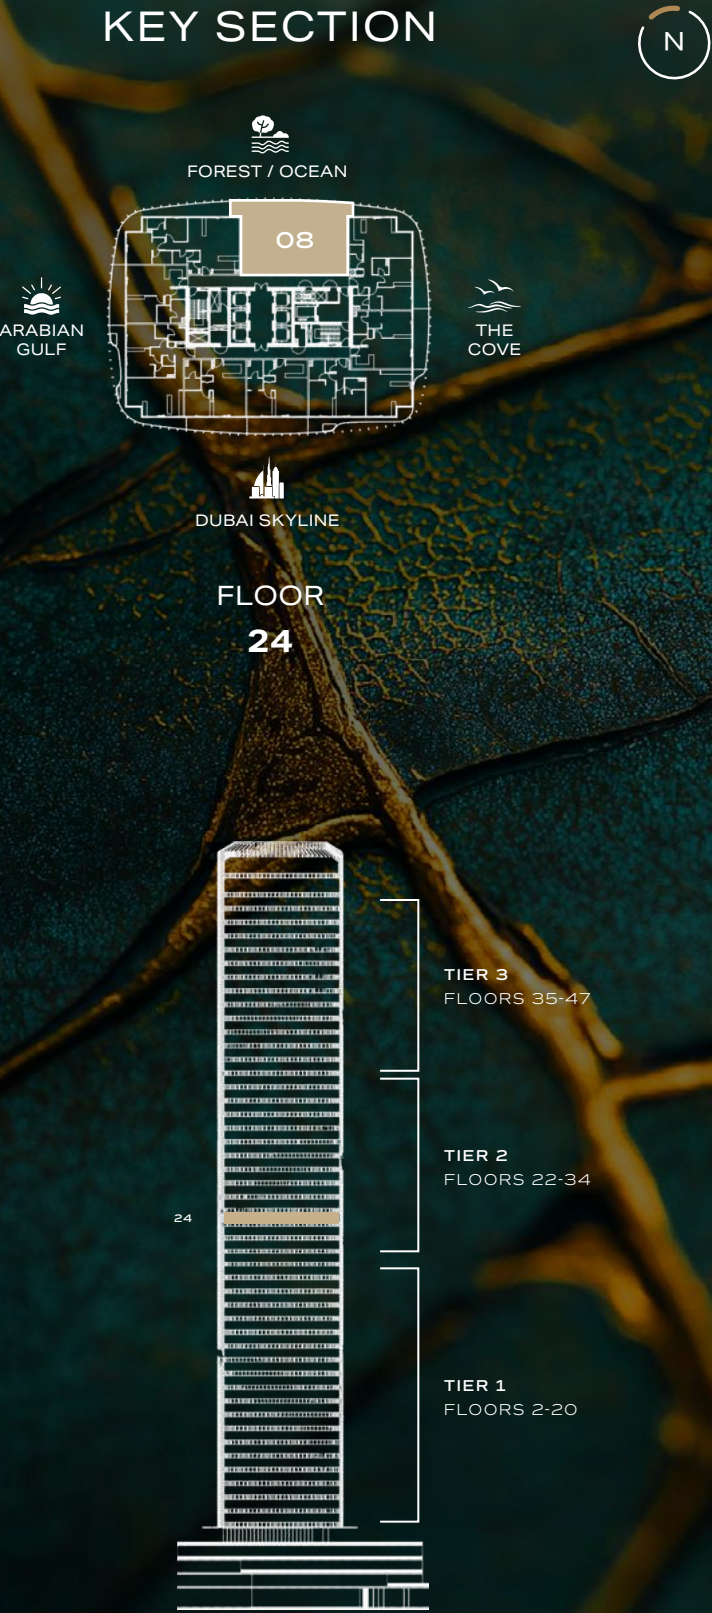 KEY SECTION
N
FOREST / OCEAN
08
ARABIAN
GULF
THE
COVE
DUBAI SKYLINE
FLOOR
24
TIER 3
FLOORS 35-47
TIER 2
FLOORS 22-34
24
TIER 1
FLOORS 2-20